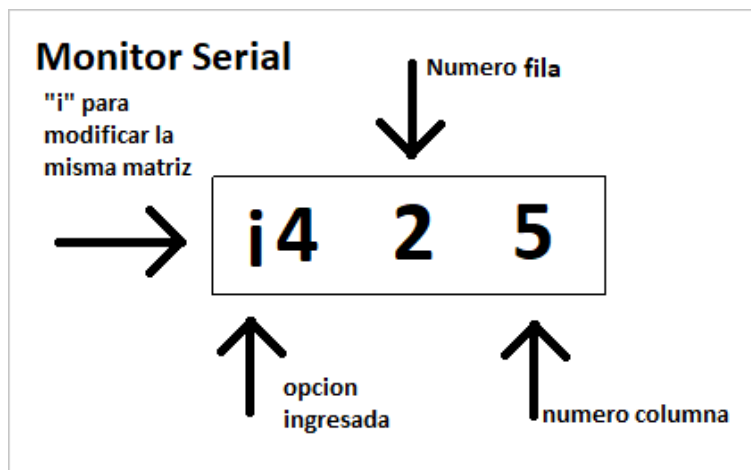 Monitor Serial
"i" para
modificar la
misma matriz
Numero fila
i4 2 5
opcion
ingresada
numero columna